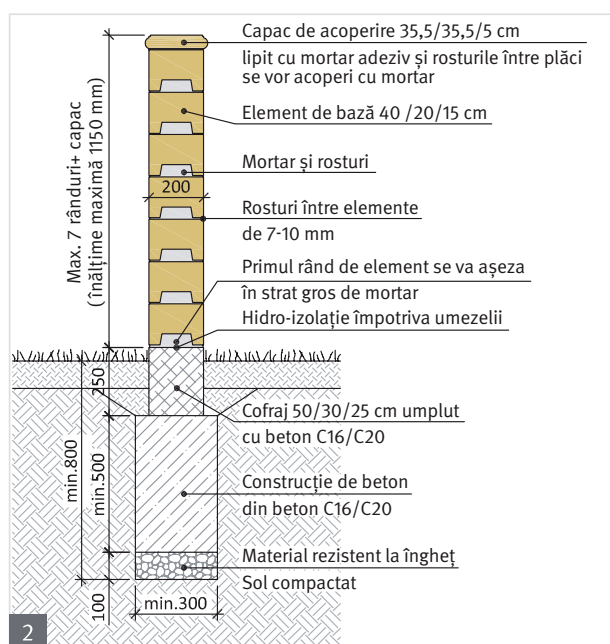 Capac de acoperire 35,5/35,5/5 cm
lipit cu mortar adeziv și rosturile între plăci
se vor acoperi cu mortar
Element de bază 40 /20/15 cm
Mortar și rosturi
200
Rosturi între elemente
de 7-10 mm
Primul rând de element se va așeza
în strat gros de mortar
Hidro-izolație împotriva umezelii
Max. 7 rânduri+ capac
(înălțime maximă 1150 mm)
250
Cofraj 50/30/25 cm umplut
cu beton C16/C20
min.800
min.500
Construcție de beton
din beton C16/C20
Material rezistent la îngheț
Sol compactat
100
min.300
2